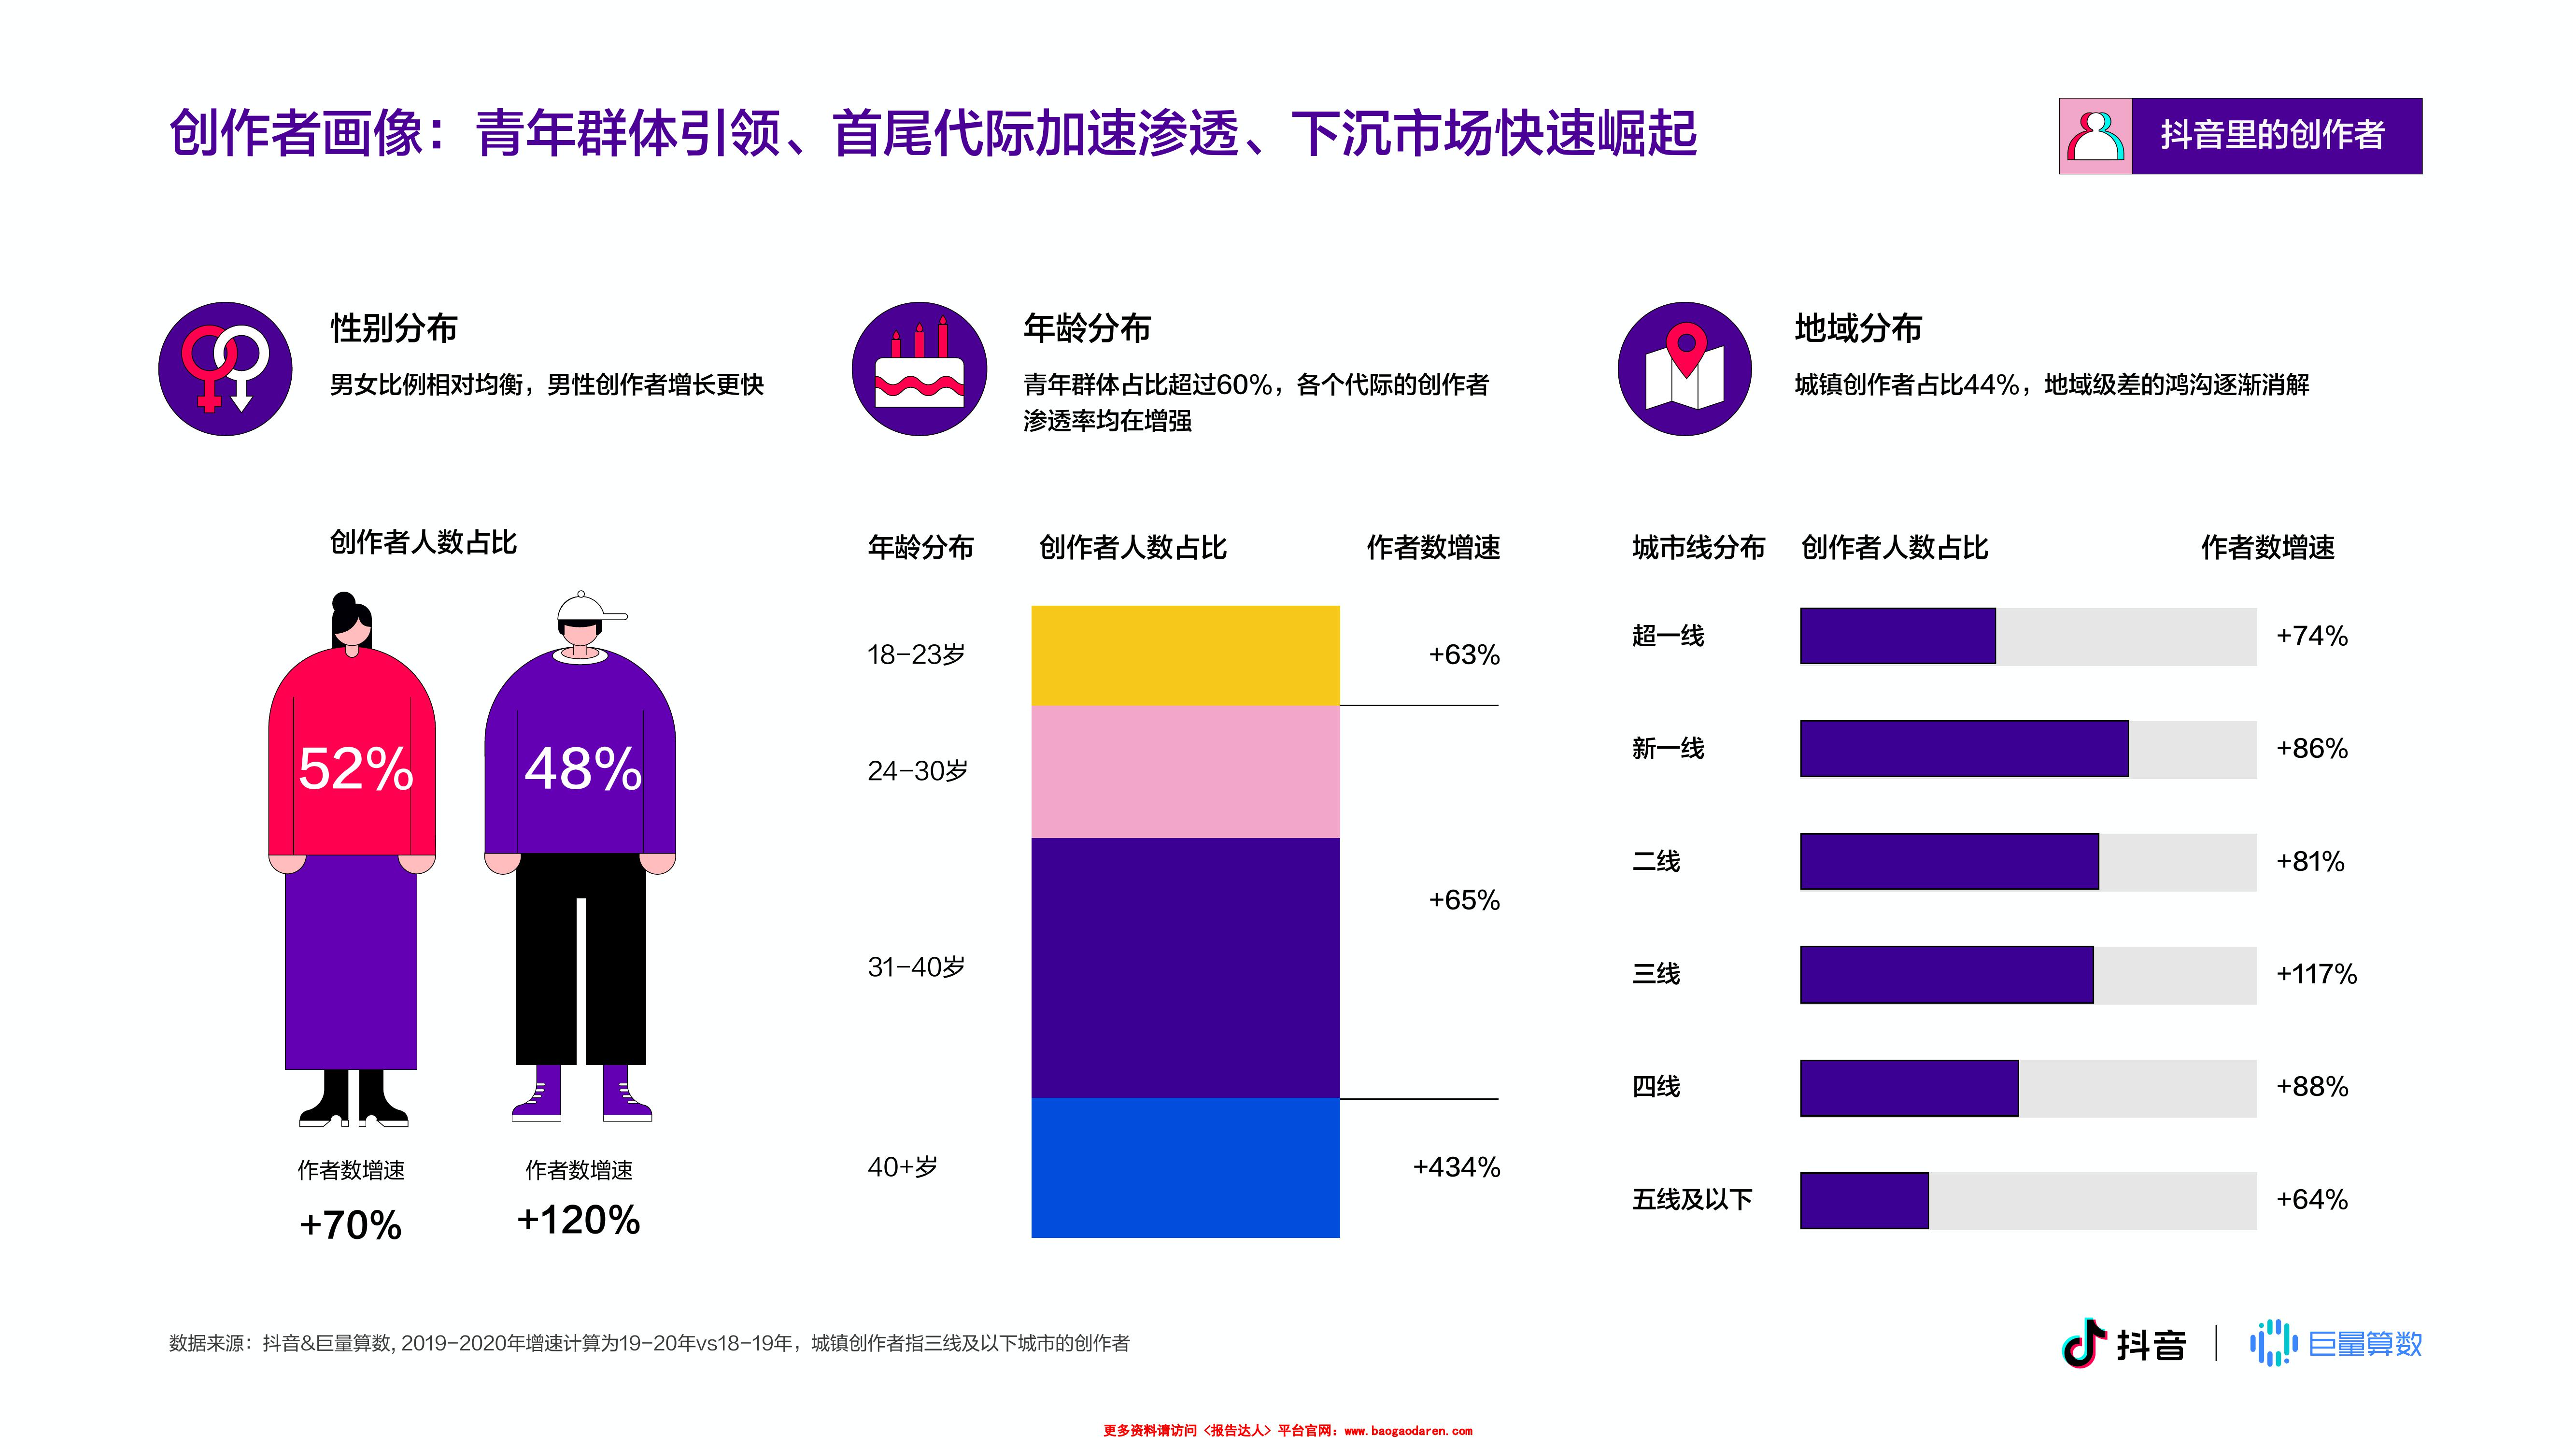 创作者画像：青年群体引领、首尾代际加速渗透、下沉市场快速崛起
抖音里的创作者
性别分布
男女比例相对均衡，男性创作者增长更快
创作者人数占比
52%
48%
作者数增速
+70%
作者数增速
+120%
年龄分布
青年群体占比超过60%，各个代际的创作者
渗透率均在增强
年龄分布 创作者人数占比 作者数增速
18-23岁 +63%
24-30岁
+65%
31-40岁
40+岁 +434%
地域分布
城镇创作者占比44%，地域级差的鸿沟逐渐消解
城市线分布 创作者人数占比 作者数增速
超一线 +74%
新一线 +86%
二线 +81%
三线 +117%
四线 +88%
五线及以下 +64%
数据来源：抖音&巨量算数, 2019-2020年增速计算为19-20年vs18-19年，城镇创作者指三线及以下城市的创作者
抖音 | 巨量算数
更多资料请访问 <报告达人> 平台官网：www.baogaodaren.com